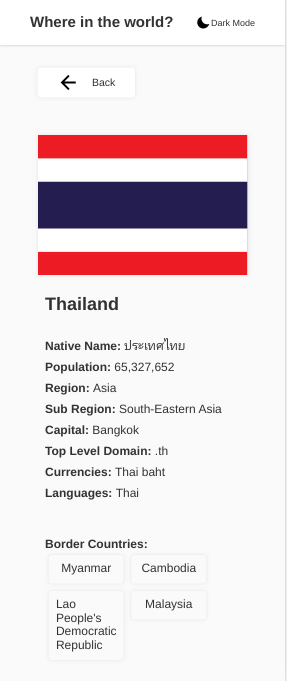 Where in the world?
Dark Mode
Back
Thailand
Native Name: ประเทศไทย
Population: 65,327,652
Region: Asia
Sub Region: South-Eastern Asia
Capital: Bangkok
Top Level Domain: .th
Currencies: Thai baht
Languages: Thai
Border Countries:
Myanmar
Cambodia
Lao
People's
Democratic
Republic
Malaysia